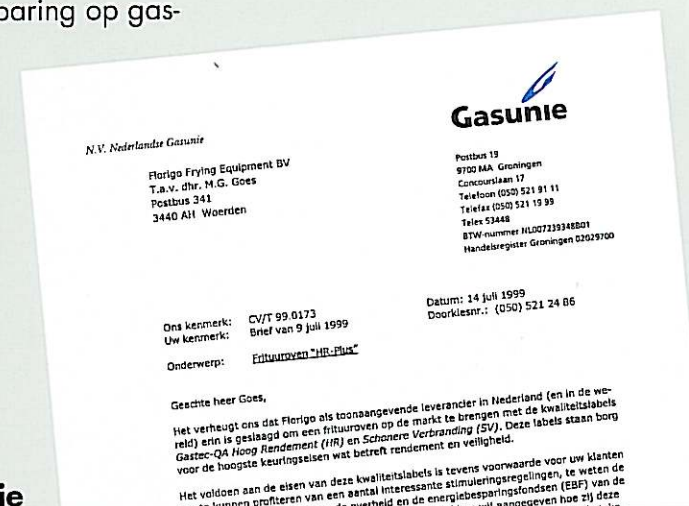 paring op gas-
Gasunie
N.V. Nederlandse Gasunie
Florigo Frying Equipment BV
T.a.v. dhr. M.G. Goes
Postbus 341
3440 AH Woerden
Postbus 19
9700 MA Groningen
Concourslaan 17
Telefoon (050) 521 91 11
Telefax (050) 521 19 99
Telex 53448
BTW-nummer NL007239348B01
Handelsregister Groningen 02029700
Ons kenmerk: CV/T 99.0173
Uw kenmerk: Brief van 9 juli 1999
Datum: 14 juli 1999
Doorkiesnr.: (050) 521 24 86
Onderwerp: Frituuroven "HR-Plus"
Geachte heer Goes,
Het verheugt ons dat Florigo als toonaangevende leverancier in Nederland (en in de we-
reld) erin is geslaagd om een frituuroven op de markt te brengen met de kwaliteitslabels
Gastec-QA Hoog Rendement (HR) en Schonere Verbranding (SV). Deze labels staan borg
voor de hoogste keuringseisen wat betreft rendement en veiligheid.
Het voldoen aan de eisen van deze kwaliteitslabels is tevens voorwaarde voor uw klanten
kunnen profiteren van een aantal interessante stimuleringsregelingen, te weten de
overheid en de energiebesparingsfondsen (EBF) van de
aangegeven hoe zij deze
ie